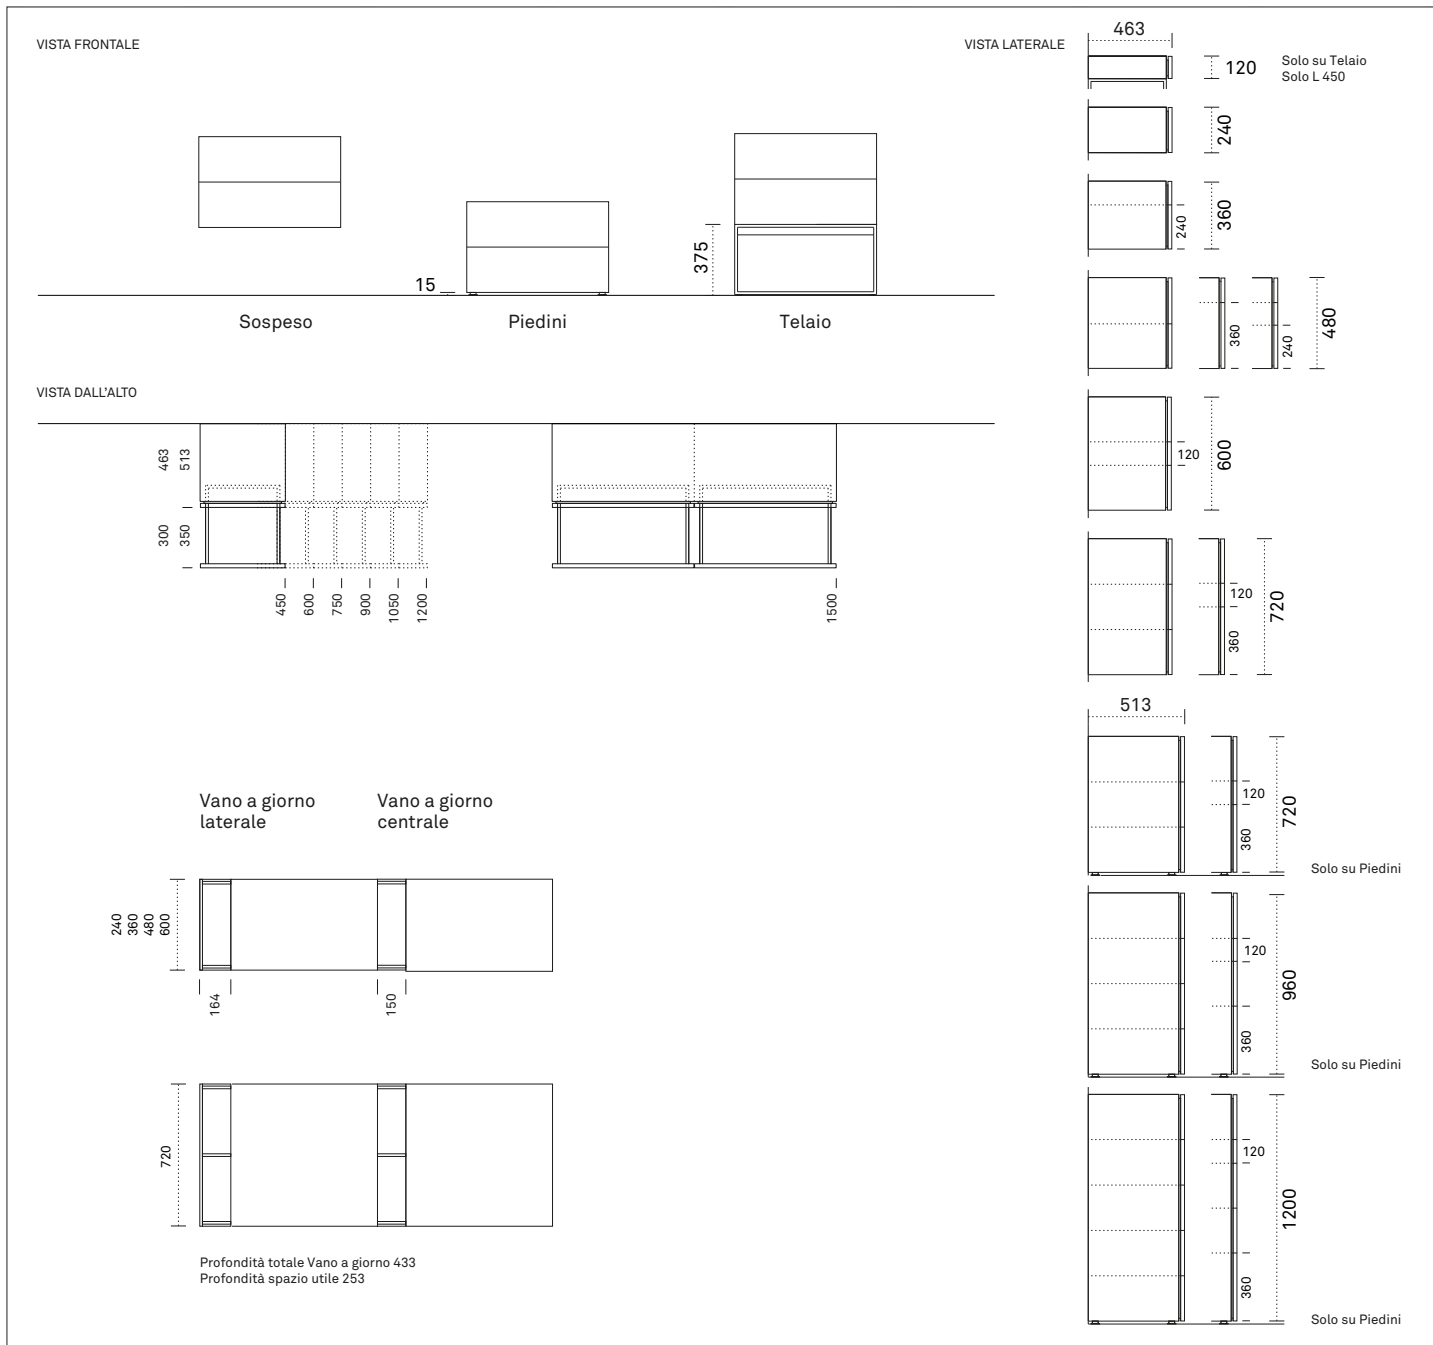 VISTA FRONTALE
15
375
Sospeso
Piedini
Telaio
VISTA DALL'ALTO
463
513
300
350
450
600
750
900
1050
1200
1500
Vano a giorno
laterale
Vano a giorno
centrale
240
360
480
600
164
150
720
Profondità totale Vano a giorno 433
Profondità spazio utile 253
VISTA LATERALE
463
120
Solo su Telaio
Solo L 450
240
240
360
360
240
480
120
600
120
360
720
513
120
360
720
Solo su Piedini
120
360
960
Solo su Piedini
120
360
1200
Solo su Piedini